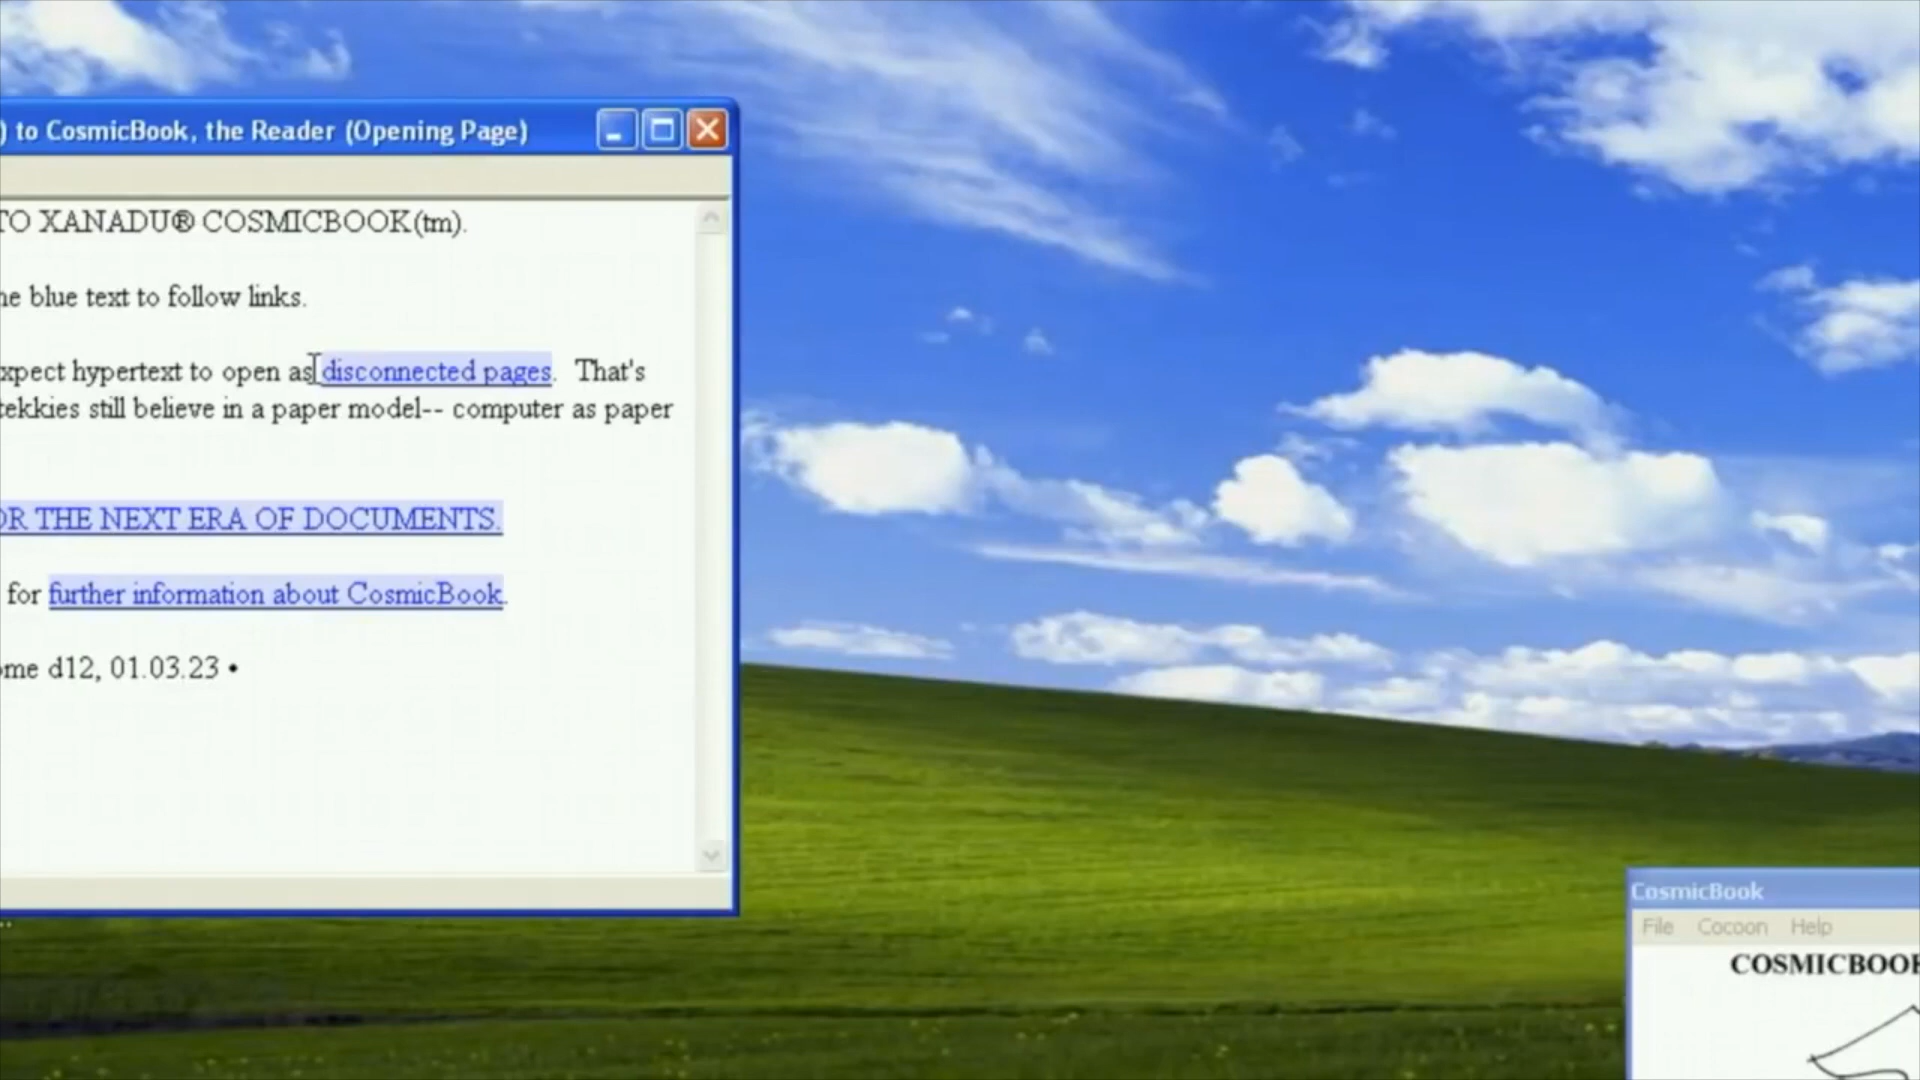 ) to CosmicBook, the Reader (Opening Page)
TO XANADU® COSMICBOOK(tm).
he blue text to follow links.
xpect hypertext to open as disconnected pages.  That's
tekkies still believe in a paper model-- computer as paper
OR THE NEXT ERA OF DOCUMENTS.
for further information about CosmicBook.
ome d12, 01.03.23 •
CosmicBook
File Cocoon Help
COSMICBOOK